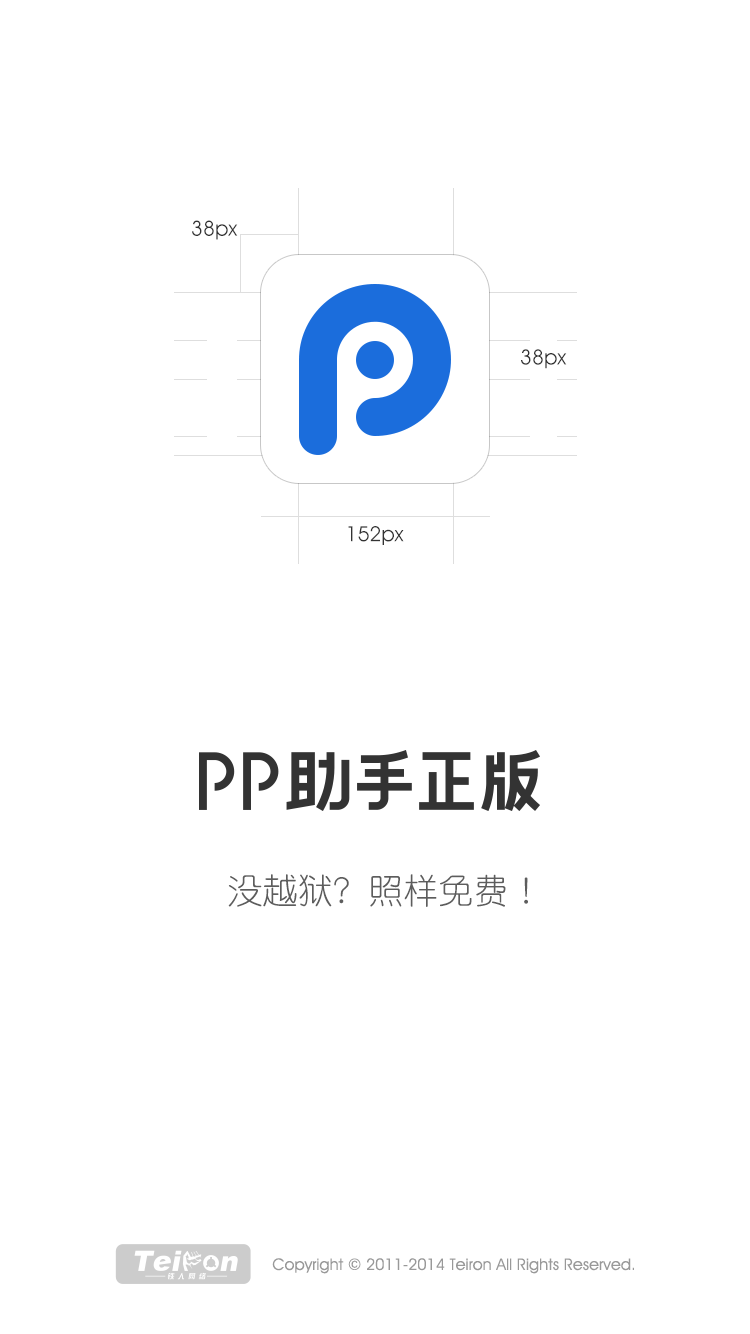 38px
38px
152px
PP助手正版
没越狱？照样免费！
Teiron
Copyright © 2011-2014 Teiron All Rights Reserved.